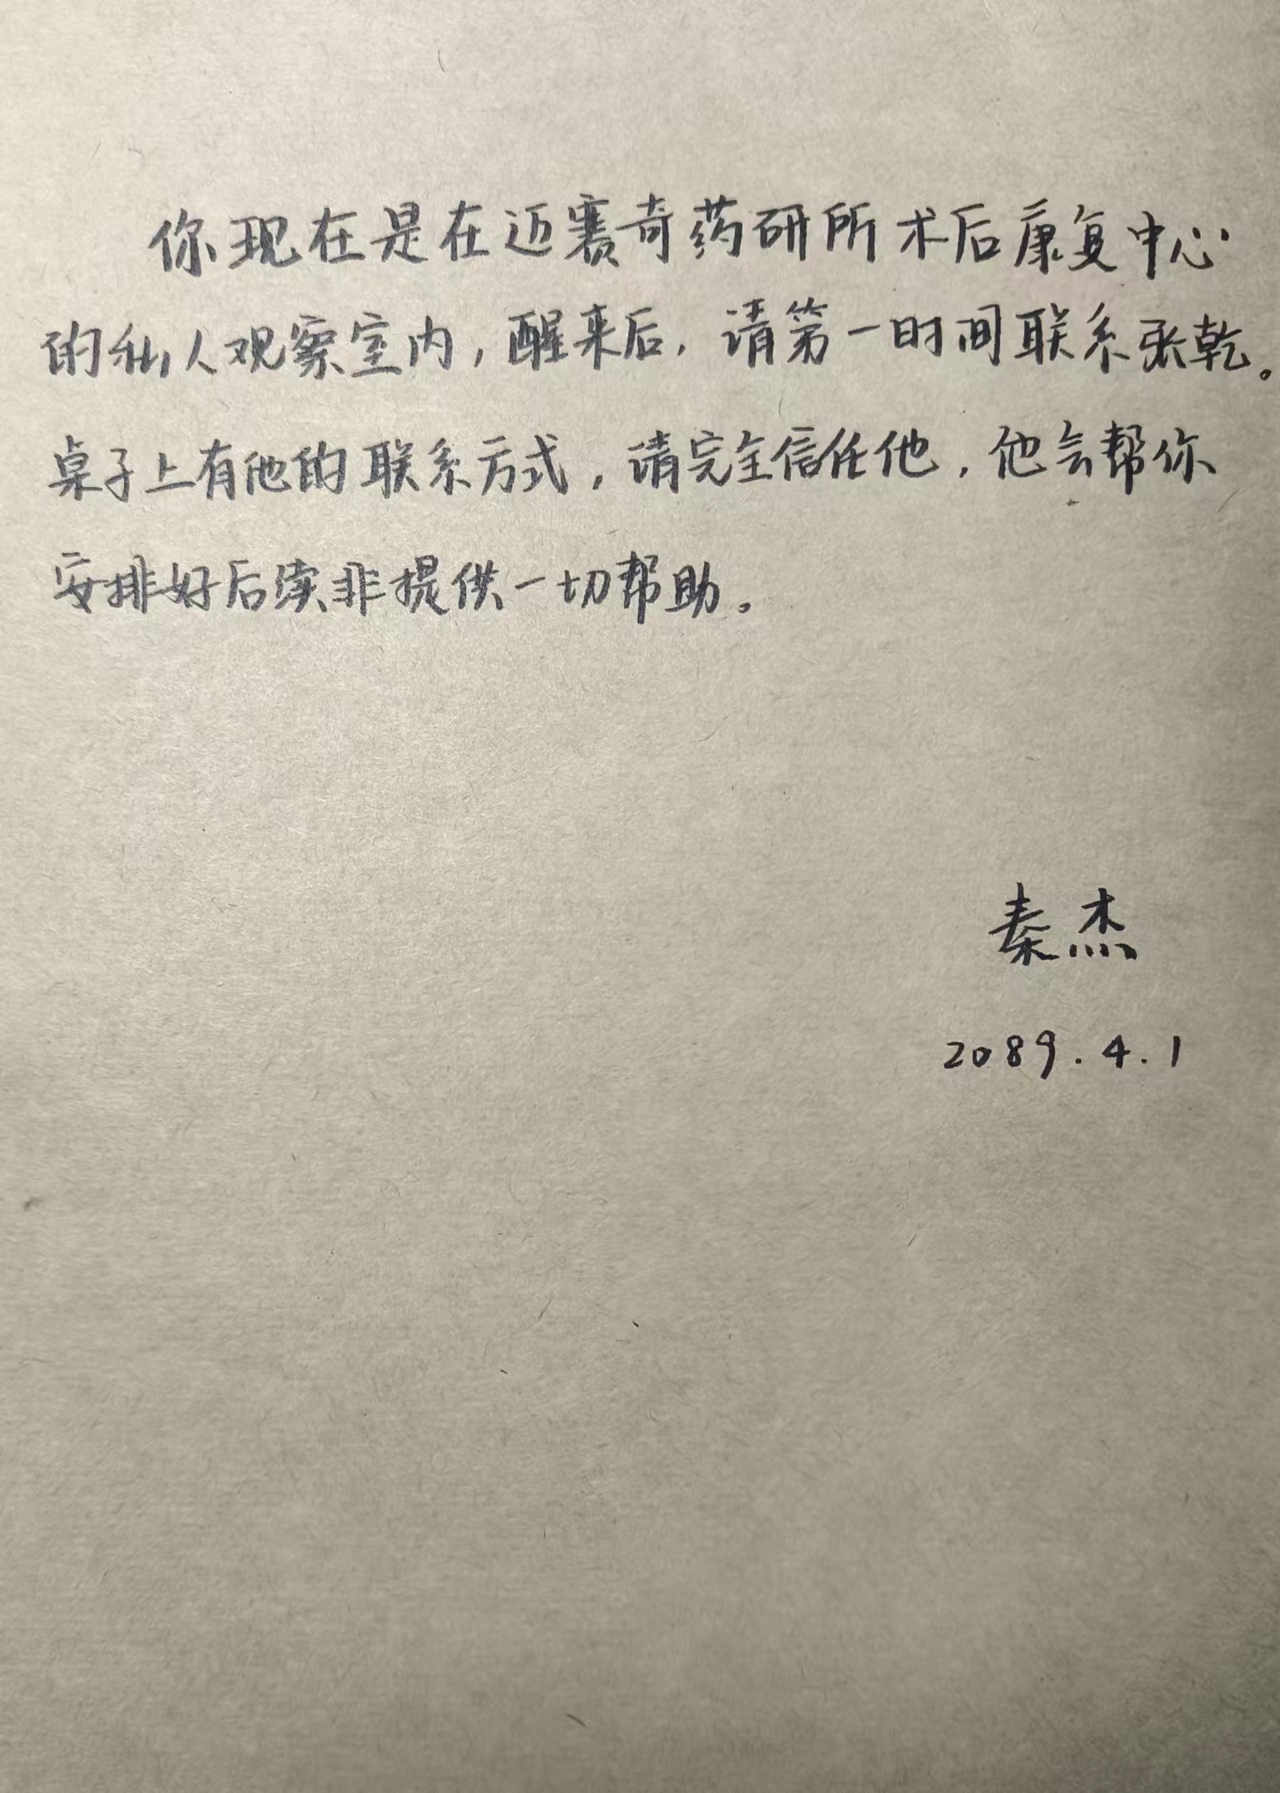 你现在是在迈赛奇药研所术后康复中心
的私人观察室内，醒来后，请第一时间联系张乾。
桌子上有他的联系方式，请完全信任他，他会帮你
安排好后续非提供一切帮助。
秦杰
2089.4.1